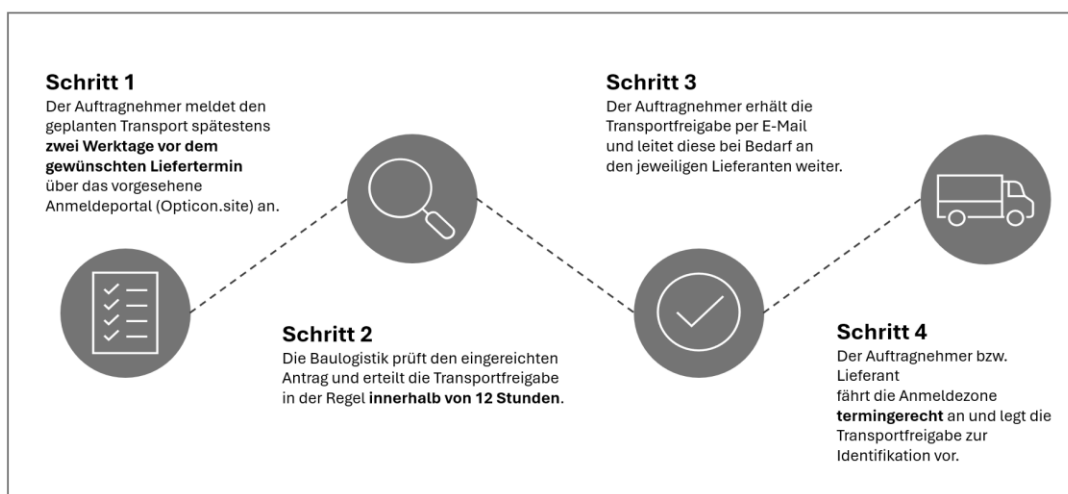 Schritt 1
Der Auftragnehmer meldet den
geplanten Transport spätestens
zwei Werktage vor dem
gewünschten Liefertermin
über das vorgesehene
Anmeldeportal (Opticon.site) an.
Schritt 2
Die Baulogistik prüft den eingereichten
Antrag und erteilt die Transportfreigabe
in der Regel innerhalb von 12 Stunden.
Schritt 3
Der Auftragnehmer erhält die
Transportfreigabe per E-Mail
und leitet diese bei Bedarf an
den jeweiligen Lieferanten weiter.
Schritt 4
Der Auftragnehmer bzw.
Lieferant
fährt die Anmeldezone
termingerecht an und legt die
Transportfreigabe zur
Identifikation vor.